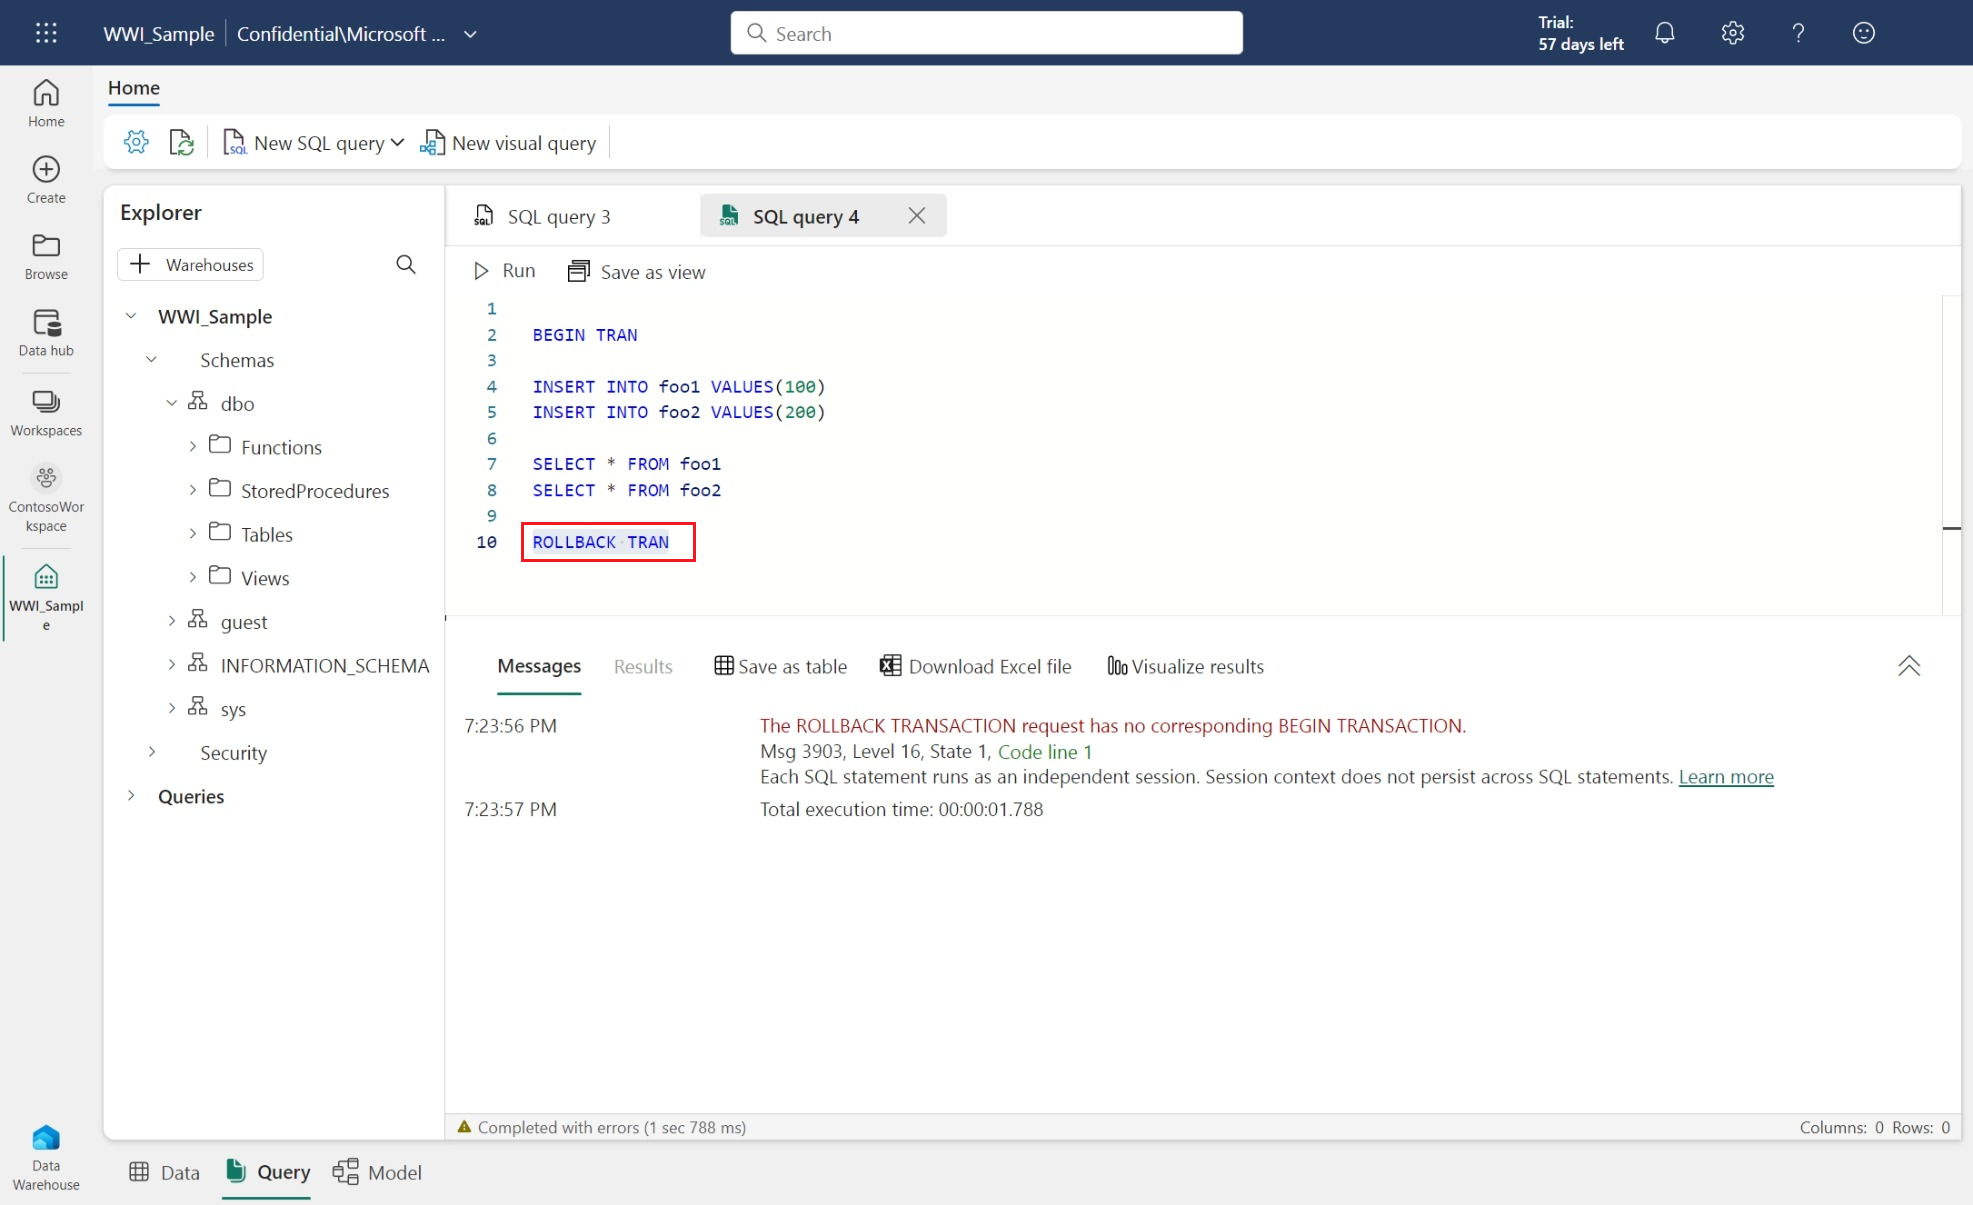 WWI_Sample
Confidential\Microsoft ...
Search
Trial:
57 days left
Home
Create
Browse
Data hub
Workspaces
ContosoWor
kspace
WWI_Sampl
e
Data
Warehouse
Home
New SQL query
New visual query
Explorer
Warehouses
WWI_Sample
Schemas
dbo
Functions
StoredProcedures
Tables
Views
guest
INFORMATION_SCHEMA
sys
Security
Queries
SQL query 3
SQL query 4
Run
Save as view
1
2 BEGIN TRAN
3
4 INSERT INTO foo1 VALUES(100)
5 INSERT INTO foo2 VALUES(200)
6
7 SELECT * FROM foo1
8 SELECT * FROM foo2
9
10 ROLLBACK TRAN
Messages
Results
Save as table
Download Excel file
Visualize results
7:23:56 PM
The ROLLBACK TRANSACTION request has no corresponding BEGIN TRANSACTION.
Msg 3903, Level 16, State 1, Code line 1
Each SQL statement runs as an independent session. Session context does not persist across SQL statements. Learn more
7:23:57 PM
Total execution time: 00:00:01.788
Completed with errors (1 sec 788 ms)
Columns: 0 Rows: 0
Data
Query
Model